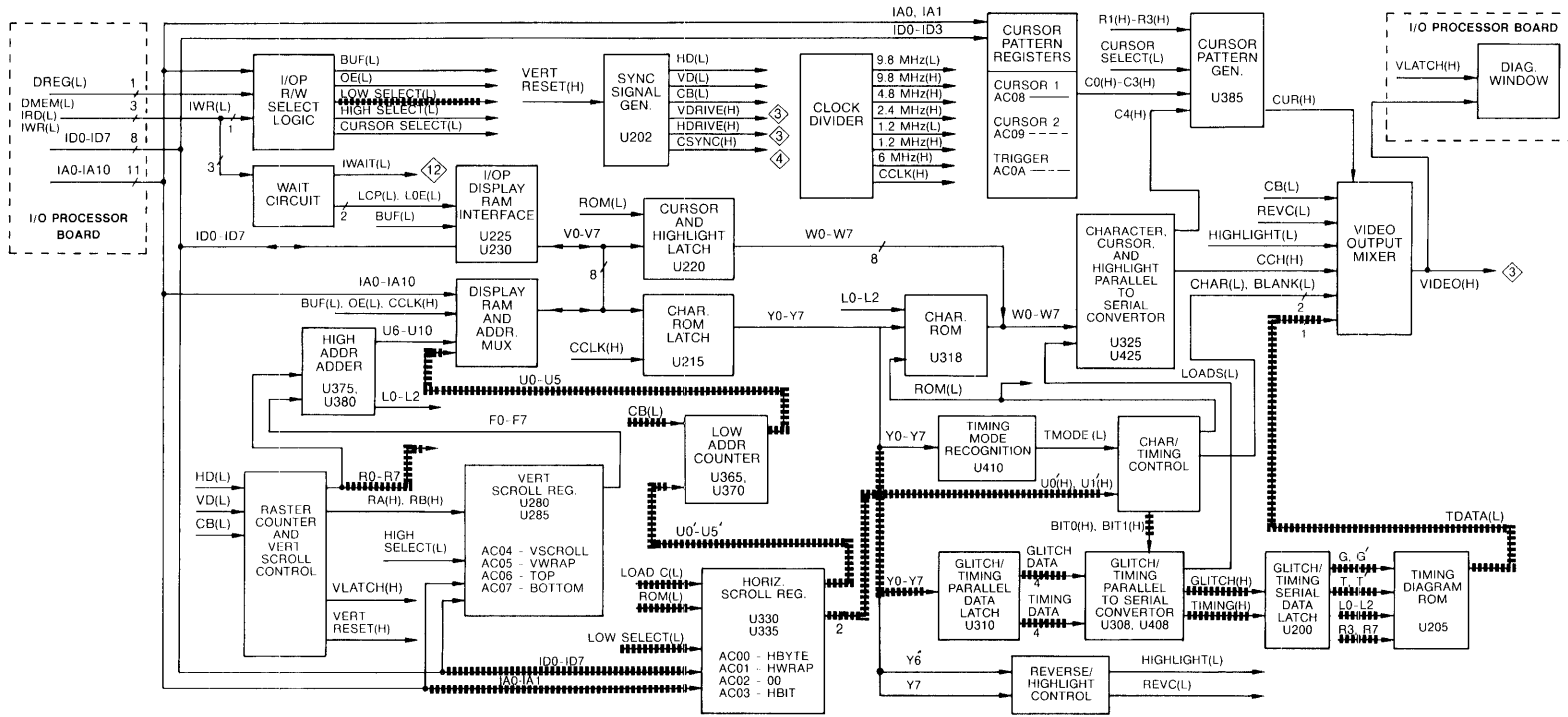 I/O PROCESSOR
BOARD
DREG(L)
1
DMEM(L)
3
IRD(L)
IWR(L)
ID0-ID7
8
IA0-IA10
11
IWR(L)
1
3
I/OP
R/W
SELECT
LOGIC
BUF(L)
OE(L)
LOW SELECT(L)
HIGH SELECT(L)
CURSOR SELECT(L)
WAIT
CIRCUIT
IWAIT(L)
12
LCP(L), LOE(L)
2
BUF(L)
I/OP
DISPLAY
RAM
INTERFACE
U225
U230
ID0-ID7
V0-V7
8
VERT
RESET(H)
SYNC
SIGNAL
GEN.
U202
HD(L)
VD(L)
CB(L)
VDRIVE(H)
3
HDRIVE(H)
3
CSYNC(H)
4
CLOCK
DIVIDER
9.8 MHz(L)
9.8 MHz(H)
4.8 MHz(H)
2.4 MHz(H)
1.2 MHz(L)
1.2 MHz(H)
6 MHz(H)
CCLK(H)
IA0, IA1
ID0-ID3
CURSOR
PATTERN
REGISTERS
CURSOR 1
AC08
CURSOR 2
AC09
TRIGGER
AC0A
R1(H)-R3(H)
CURSOR
SELECT(L)
C0(H)-C3(H)
C4(H)
CURSOR
PATTERN
GEN.
U385
CUR(H)
I/O PROCESSOR BOARD
VLATCH(H)
DIAG.
WINDOW
CB(L)
REVC(L)
HIGHLIGHT(L)
CCH(H)
CHAR(L), BLANK(L)
2
1
VIDEO
OUTPUT
MIXER
VIDEO(H)
3
ROM(L)
CURSOR
AND
HIGHLIGHT
LATCH
U220
W0-W7
8
IA0-IA10
BUF(L), OE(L), CCLK(H)
U6-U10
DISPLAY
RAM
AND
ADDR.
MUX
CHAR.
ROM
LATCH
U215
CCLK(H)
Y0-Y7
L0-L2
CHAR.
ROM
U318
W0-W7
CHARACTER,
CURSOR,
AND
HIGHLIGHT
PARALLEL
TO
SERIAL
CONVERTOR
U325
U425
LOADS(L)
ROM(L)
HIGH
ADDR
ADDER
U375,
U380
L0-L2
U0-U5
F0-F7
CB(L)
LOW
ADDR
COUNTER
U365,
U370
Y0-Y7
TIMING
MODE
RECOGNITION
U410
TMODE(L)
CHAR/
TIMING
CONTROL
U0'(H), U1'(H)
BIT0(H), BIT1(H)
TDATA(L)
HD(L)
VD(L)
CB(L)
RASTER
COUNTER
AND
VERT
SCROLL
CONTROL
R0-R7
RA(H), RB(H)
VLATCH(H)
VERT
RESET(H)
HIGH
SELECT(L)
VERT
SCROLL REG.
U280
U285
AC04 - VSCROLL
AC05 - VWRAP
AC06 - TOP
AC07 - BOTTOM
U0'-U5'
LOAD C(L)
ROM(L)
LOW SELECT(L)
ID0-ID7
IA0-IA1
HORIZ.
SCROLL REG.
U330
U335
AC00 - HBYTE
AC01 - HWRAP
AC02 - 00
AC03 - HBIT
2
Y0-Y7
GLITCH/
TIMING
PARALLEL
DATA
LATCH
U310
GLITCH
DATA
4
TIMING
DATA
4
GLITCH/
TIMING
PARALLEL
TO SERIAL
CONVERTOR
U308, U408
GLITCH(H)
TIMING(H)
GLITCH/
TIMING
SERIAL
DATA
LATCH
U200
G, G'
T, T'
L0-L2
R3, R7
TIMING
DIAGRAM
ROM
U205
Y6
Y7
REVERSE/
HIGHLIGHT
CONTROL
HIGHLIGHT(L)
REVC(L)